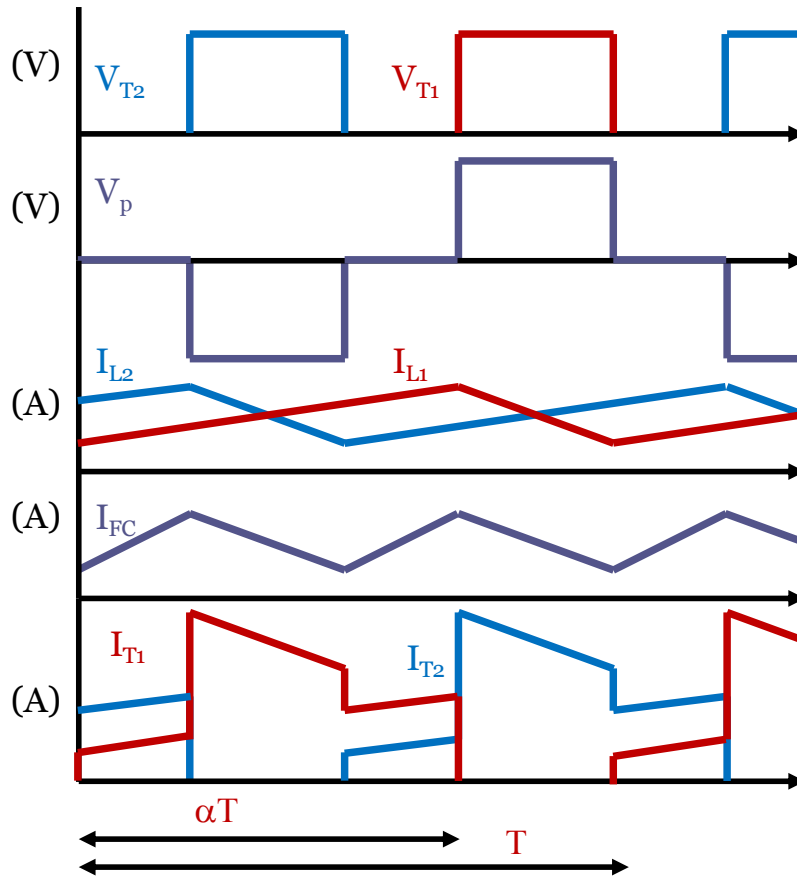 (V)
V_T2
V_T1
(V)
V_p
I_L2
I_L1
(A)
(A)
I_FC
I_T1
I_T2
(A)
αT
T